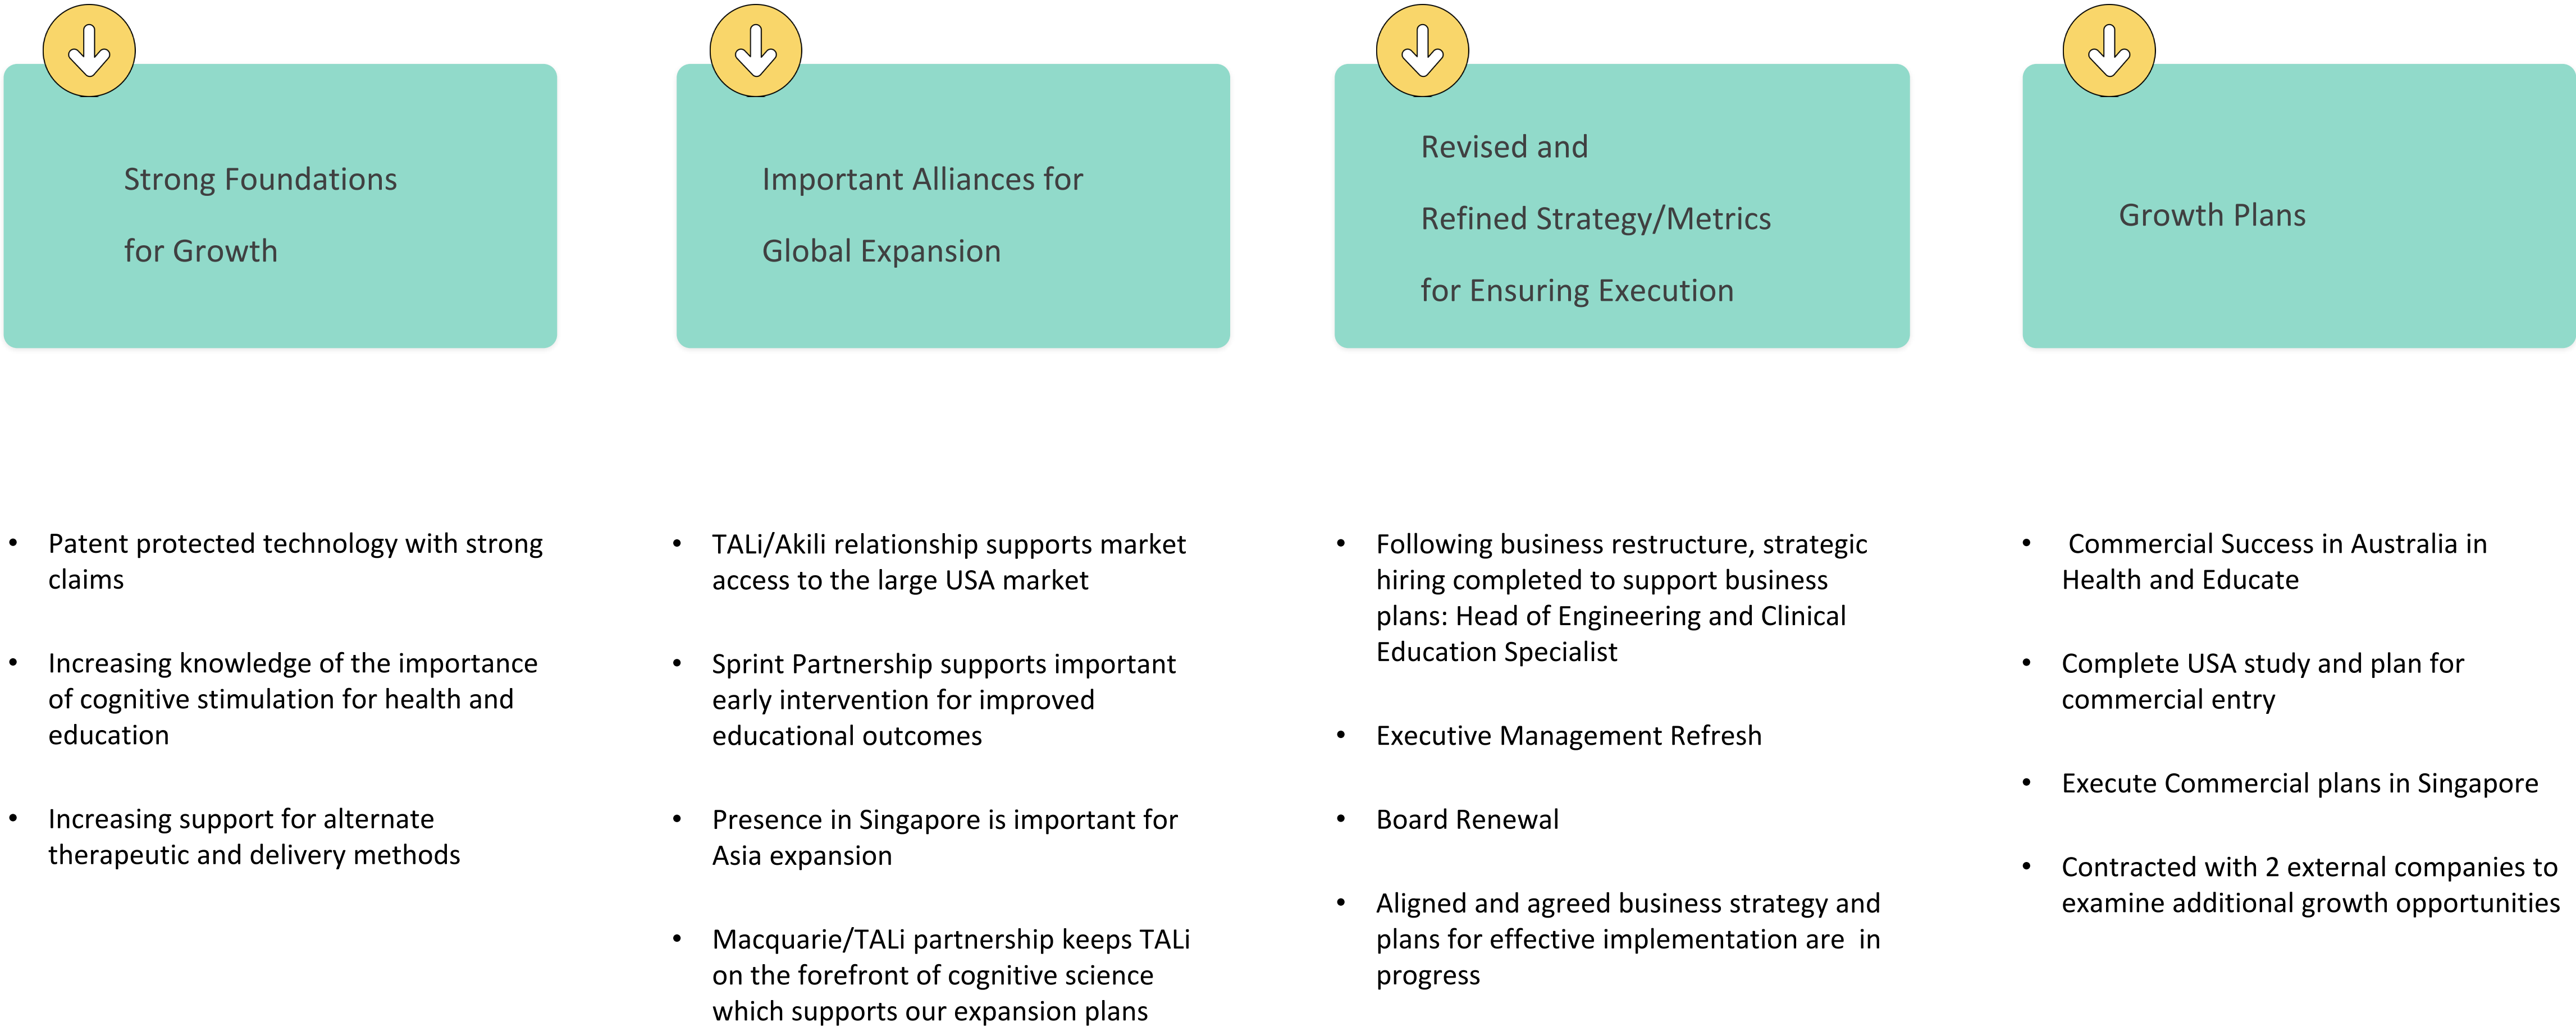 Strong Foundations
for Growth
Important Alliances for
Global Expansion
Revised and
Refined Strategy/Metrics
for Ensuring Execution
Growth Plans
• Patent protected technology with strong
claims
• Increasing knowledge of the importance
of cognitive stimulation for health and
education
• Increasing support for alternate
therapeutic and delivery methods
• TALi/Akili relationship supports market
access to the large USA market
• Sprint Partnership supports important
early intervention for improved
educational outcomes
• Presence in Singapore is important for
Asia expansion
• Macquarie/TALi partnership keeps TALi
on the forefront of cognitive science
which supports our expansion plans
• Following business restructure, strategic
hiring completed to support business
plans: Head of Engineering and Clinical
Education Specialist
• Executive Management Refresh
• Board Renewal
• Aligned and agreed business strategy and
plans for effective implementation are  in
progress
• Commercial Success in Australia in
Health and Educate
• Complete USA study and plan for
commercial entry
• Execute Commercial plans in Singapore
• Contracted with 2 external companies to
examine additional growth opportunities